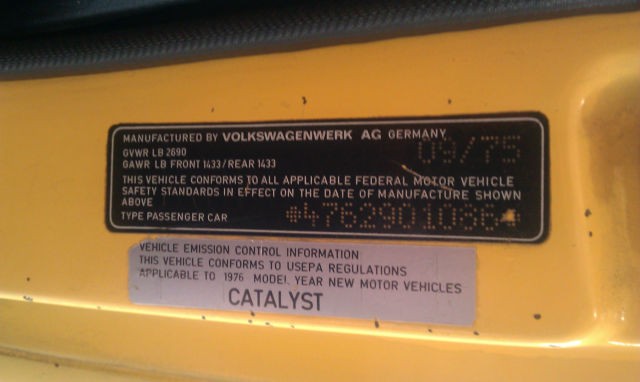 MANUFACTURED BY VOLKSWAGENWERK AG GERMANY
09/75
GVWR LB 2690
GAWR LB FRONT 1433/REAR 1433
THIS VEHICLE CONFORMS TO ALL APPLICABLE FEDERAL MOTOR VEHICLE
SAFETY STANDARDS IN EFFECT ON THE DATE OF MANUFACTURE SHOWN
ABOVE
TYPE PASSENGER CAR
VEHICLE EMISSION CONTROL INFORMATION
THIS VEHICLE CONFORMS TO USEPA REGULATIONS
APPLICABLE TO 1976 MODEL YEAR NEW MOTOR VEHICLES
CATALYST